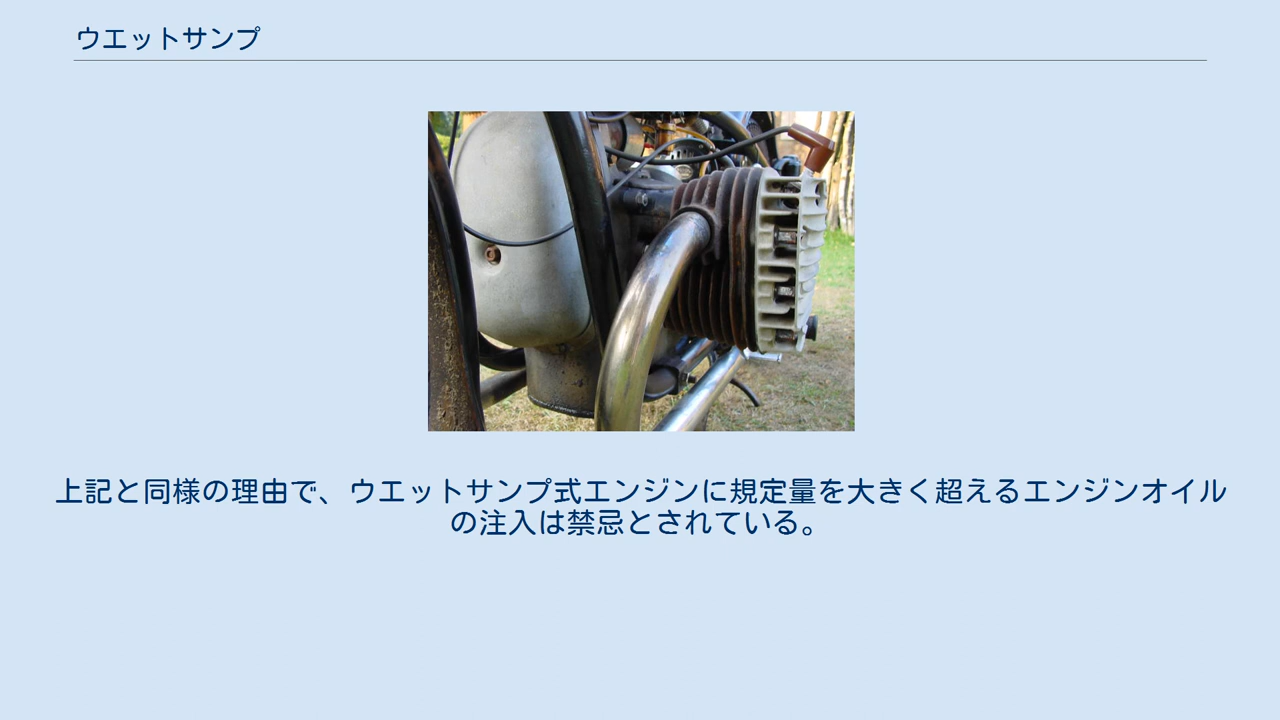 ウエットサンプ
上記と同様の理由で、ウエットサンプ式エンジンに規定量を大きく超えるエンジンオイル
の注入は禁忌とされている。